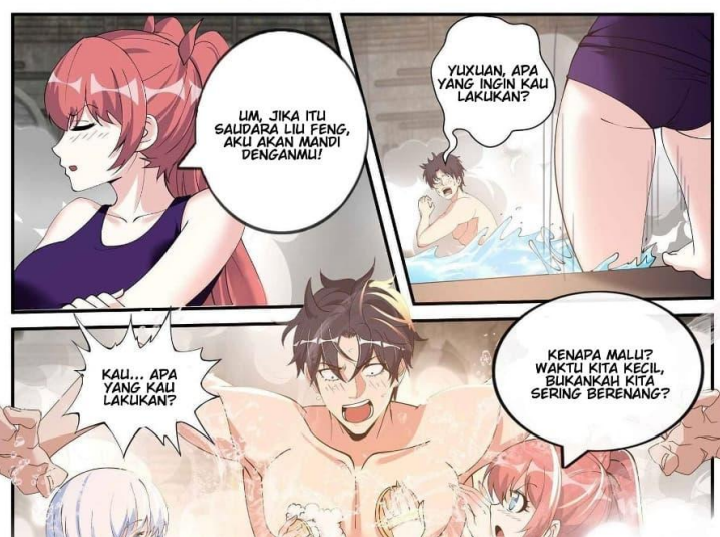 UM, JIKA ITU
SAUDARA LIU FENG,
AKU AKAN MANDI
DENGANMU!
YUXUAN, APA
YANG INGIN KAU
LAKUKAN?
KAU... APA
YANG KAU
LAKUKAN!?
KENAPA MALU?
WAKTU KITA KECIL,
BUKANKAH KITA
SERING BERENANG?